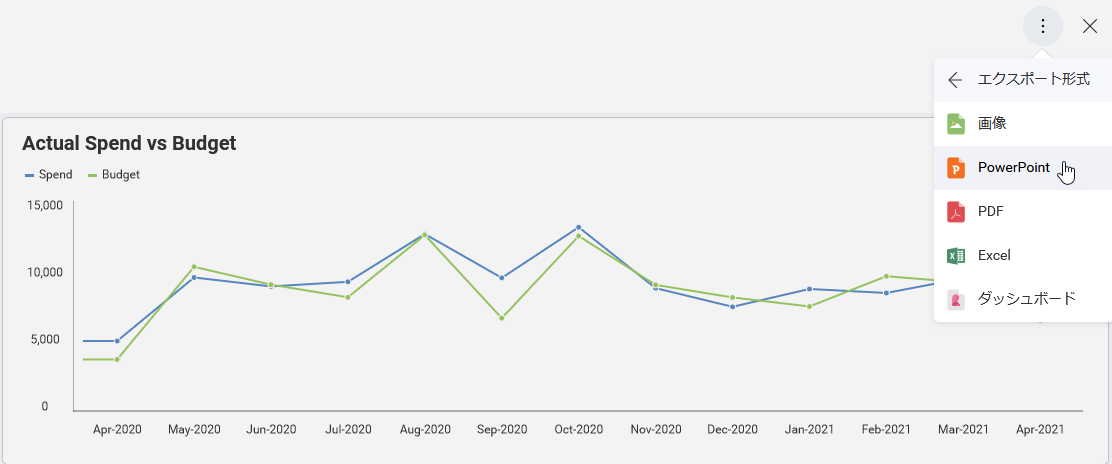 エクスポート形式
画像
PowerPoint
PDF
Excel
ダッシュボード
Actual Spend vs Budget
Spend Budget
15,000
10,000
5,000
0
Apr-2020 May-2020 Jun-2020 Jul-2020 Aug-2020 Sep-2020 Oct-2020 Nov-2020 Dec-2020 Jan-2021 Feb-2021 Mar-2021 Apr-2021